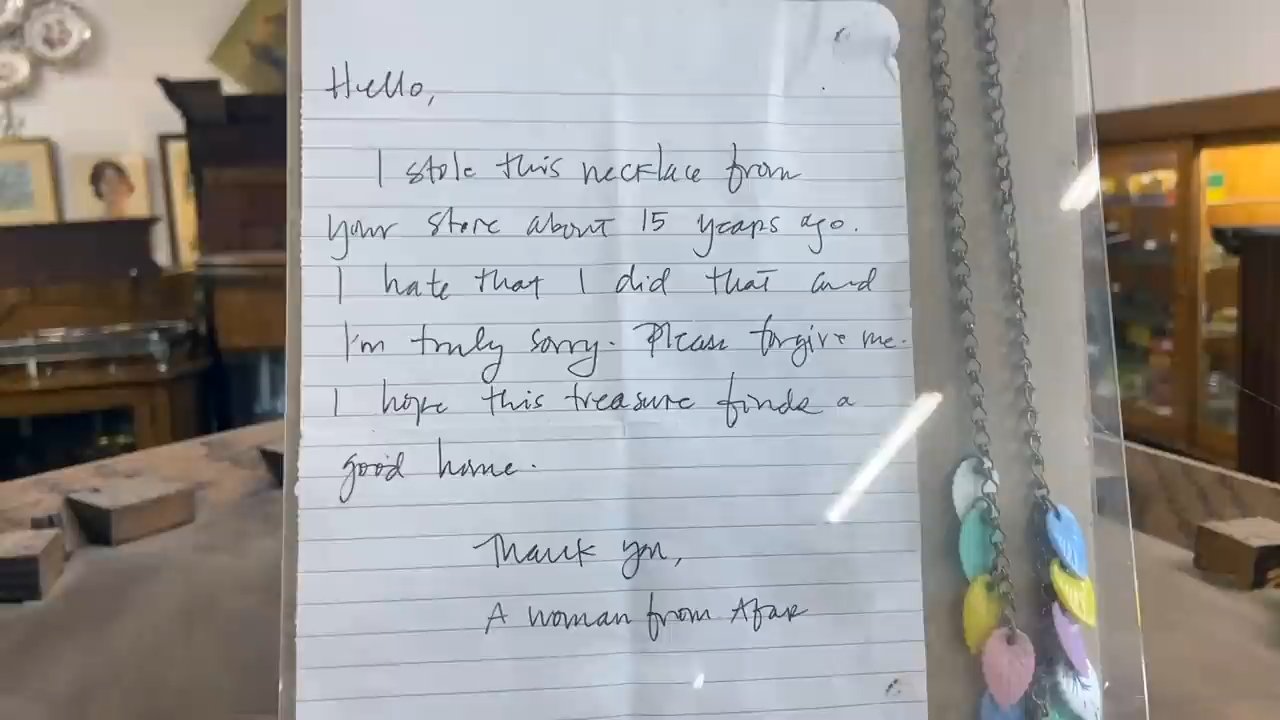 Hello,
I stole this necklace from
your store about 15 years ago.
I hate that I did that and
I'm truly sorry. Please forgive me.
I hope this treasure finds a
good home.
Thank you,
A woman from Afar